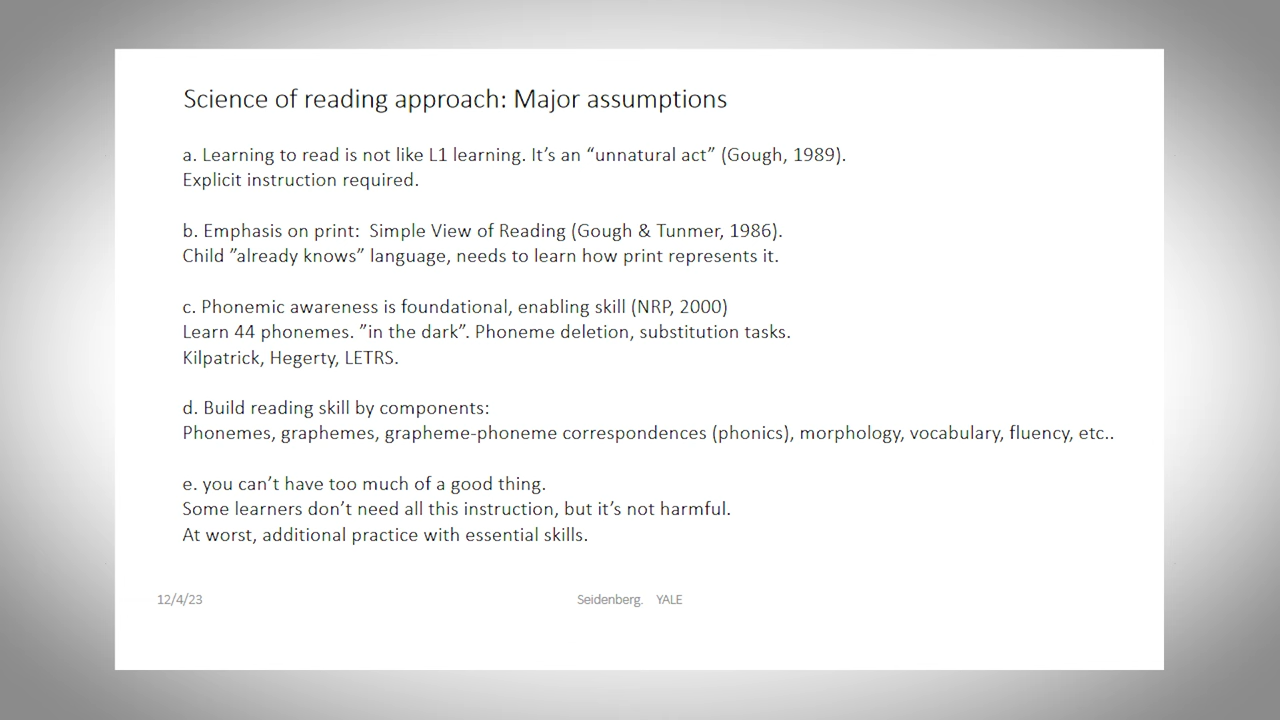 Science of reading approach: Major assumptions
a. Learning to read is not like L1 learning. It’s an “unnatural act” (Gough, 1989).
Explicit instruction required.
b. Emphasis on print:  Simple View of Reading (Gough & Tunmer, 1986).
Child ”already knows” language, needs to learn how print represents it.
c. Phonemic awareness is foundational, enabling skill (NRP, 2000)
Learn 44 phonemes. ”in the dark”. Phoneme deletion, substitution tasks.
Kilpatrick, Hegerty, LETRS.
d. Build reading skill by components:
Phonemes, graphemes, grapheme-phoneme correspondences (phonics), morphology, vocabulary, fluency, etc..
e. you can’t have too much of a good thing.
Some learners don’t need all this instruction, but it’s not harmful.
At worst, additional practice with essential skills.
12/4/23 Seidenberg. YALE